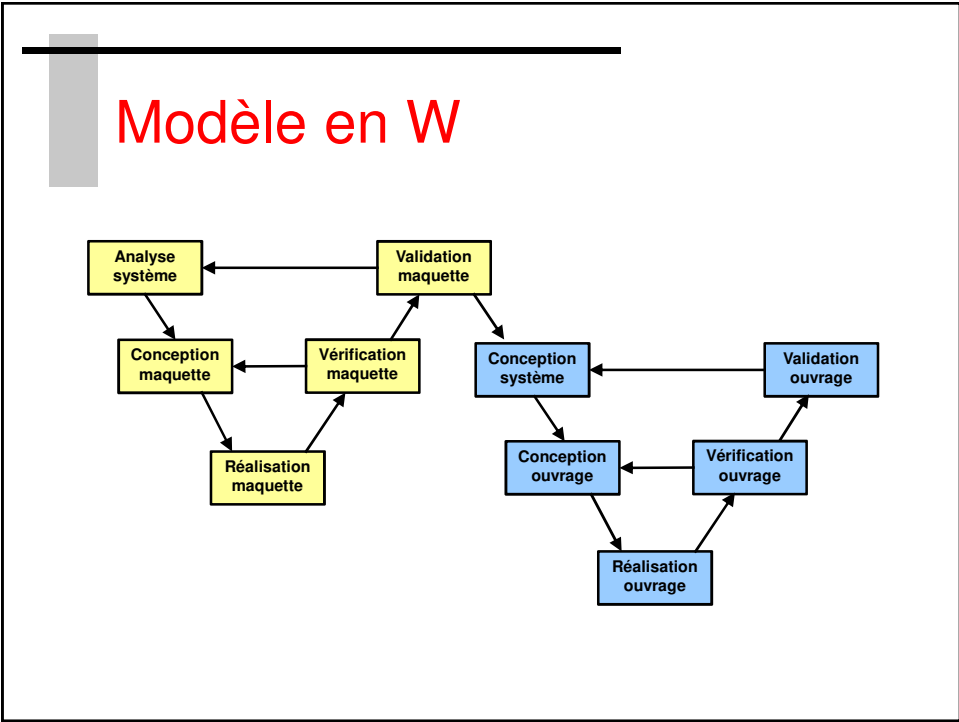 Modèle en W
Analyse
système
Validation
maquette
Conception
maquette
Vérification
maquette
Réalisation
maquette
Conception
système
Validation
ouvrage
Conception
ouvrage
Vérification
ouvrage
Réalisation
ouvrage